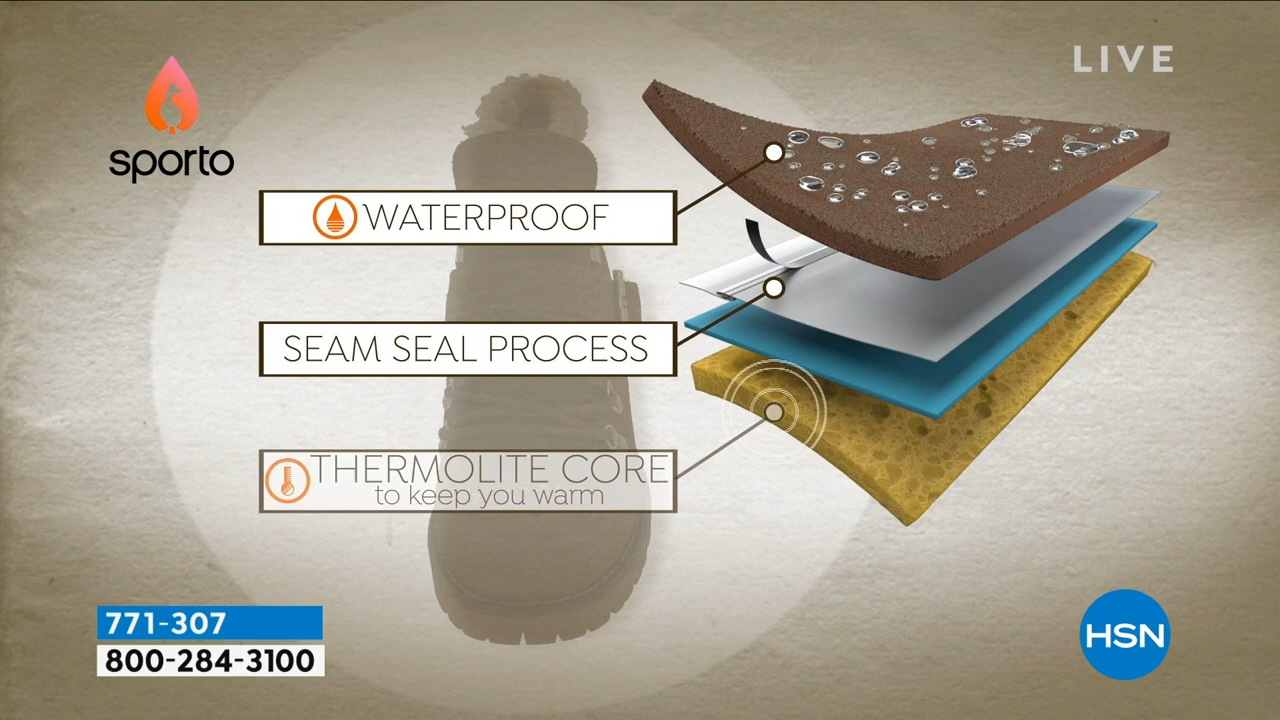 sporto
LIVE
WATERPROOF
SEAM SEAL PROCESS
THERMOLITE CORE
to keep you warm
771-307
800-284-3100
HSN